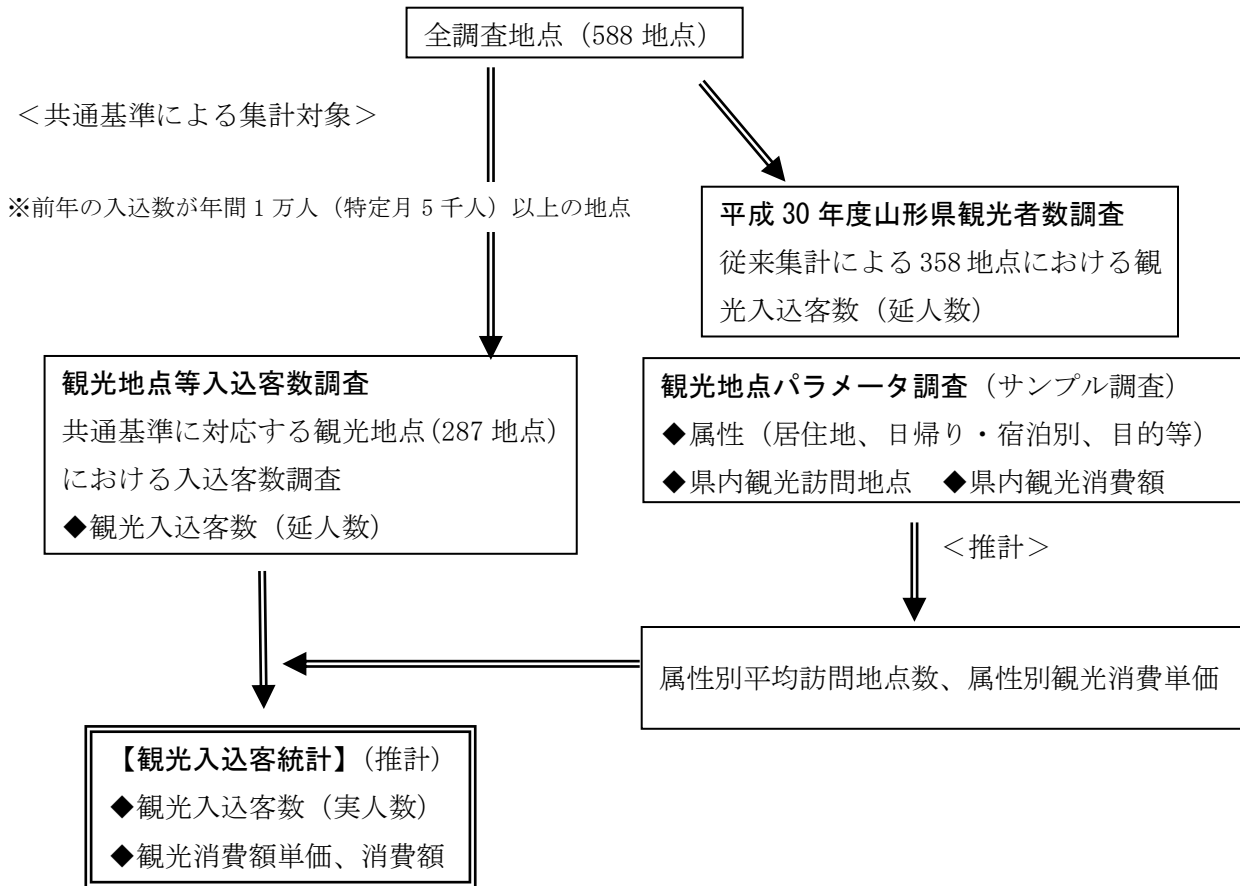 全調査地点（588 地点）
＜共通基準による集計対象＞
※前年の入込数が年間 1 万人（特定月 5 千人）以上の地点
平成 30 年度山形県観光者数調査
従来集計による 358 地点における観
光入込客数（延人数）
観光地点等入込客数調査
共通基準に対応する観光地点(287 地点)
における入込客数調査
◆観光入込客数（延人数）
観光地点パラメータ調査（サンプル調査）
◆属性（居住地、日帰り・宿泊別、目的等）
◆県内観光訪問地点　◆県内観光消費額
＜推計＞
属性別平均訪問地点数、属性別観光消費単価
【観光入込客統計】（推計）
◆観光入込客数（実人数）
◆観光消費額単価、消費額